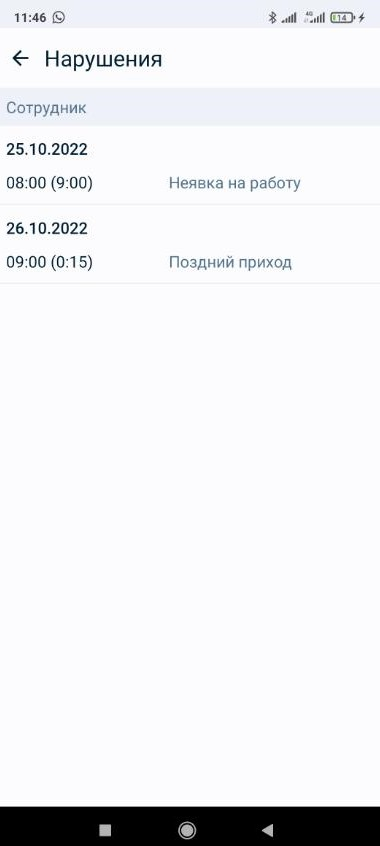 11:46 4G 14
Нарушения
Сотрудник
25.10.2022
08:00 (9:00) Неявка на работу
26.10.2022
09:00 (0:15) Поздний приход